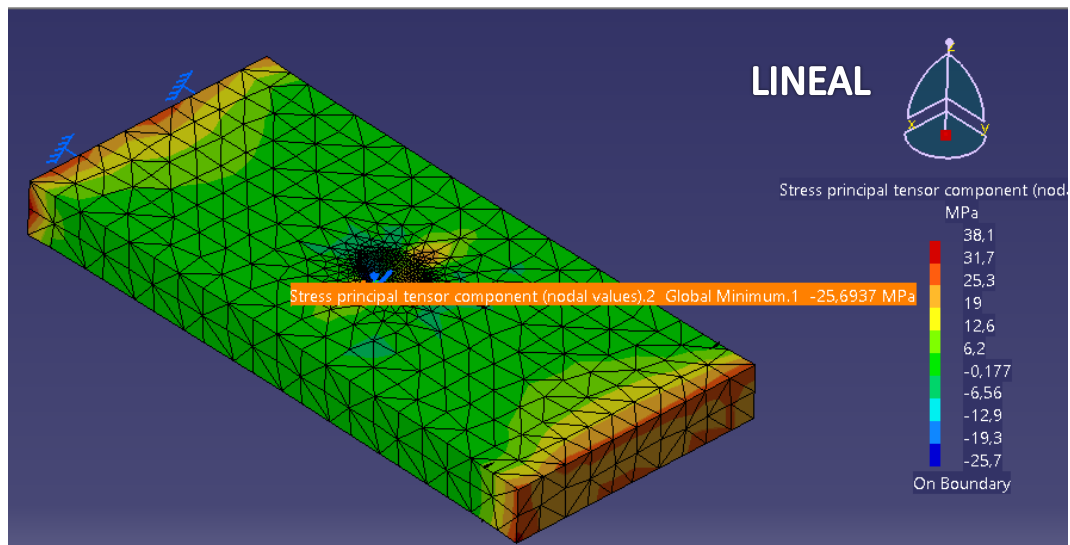 LINEAL
z
x
y
Stress principal tensor component (noda
MPa
38,1
31,7
25,3
19
12,6
6,2
-0,177
-6,56
-12,9
-19,3
-25,7
On Boundary
Stress principal tensor component (nodal values).2 Global Minimum.1 -25,6937 MPa